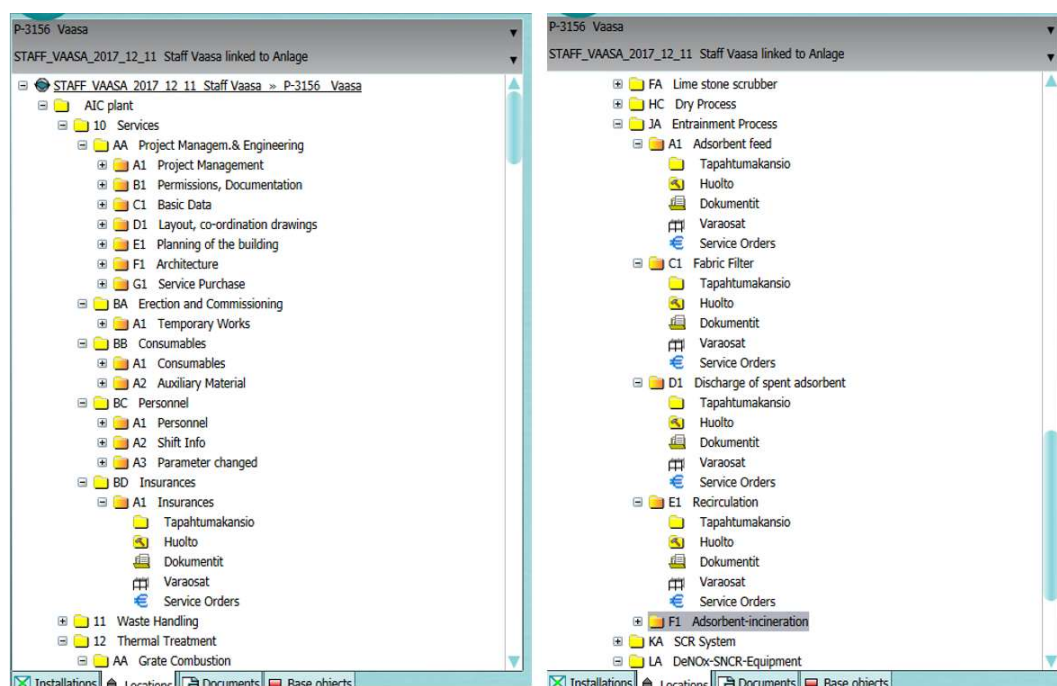 P-3156 Vaasa
STAFF_VAASA_2017_12_11 Staff Vaasa linked to Anlage
STAFF_VAASA_2017_12_11 Staff Vaasa » P-3156 Vaasa
AIC plant
10 Services
AA Project Managem.& Engineering
A1 Project Management
B1 Permissions, Documentation
C1 Basic Data
D1 Layout, co-ordination drawings
E1 Planning of the building
F1 Architecture
G1 Service Purchase
BA Erection and Commissioning
A1 Temporary Works
BB Consumables
A1 Consumables
A2 Auxiliary Material
BC Personnel
A1 Personnel
A2 Shift Info
A3 Parameter changed
BD Insurances
A1 Insurances
Tapahtumakansio
Huolto
Dokumentit
Varaosat
Service Orders
11 Waste Handling
12 Thermal Treatment
AA Grate Combustion
Installations Locations Documents Base objects
P-3156 Vaasa
STAFF_VAASA_2017_12_11 Staff Vaasa linked to Anlage
FA Lime stone scrubber
HC Dry Process
JA Entrainment Process
A1 Adsorbent feed
Tapahtumakansio
Huolto
Dokumentit
Varaosat
Service Orders
C1 Fabric Filter
Tapahtumakansio
Huolto
Dokumentit
Varaosat
Service Orders
D1 Discharge of spent adsorbent
Tapahtumakansio
Huolto
Dokumentit
Varaosat
Service Orders
E1 Recirculation
Tapahtumakansio
Huolto
Dokumentit
Varaosat
Service Orders
F1 Adsorbent-incineration
KA SCR System
LA DeNOx-SNCR-Equipment
Installations Locations Documents Base objects